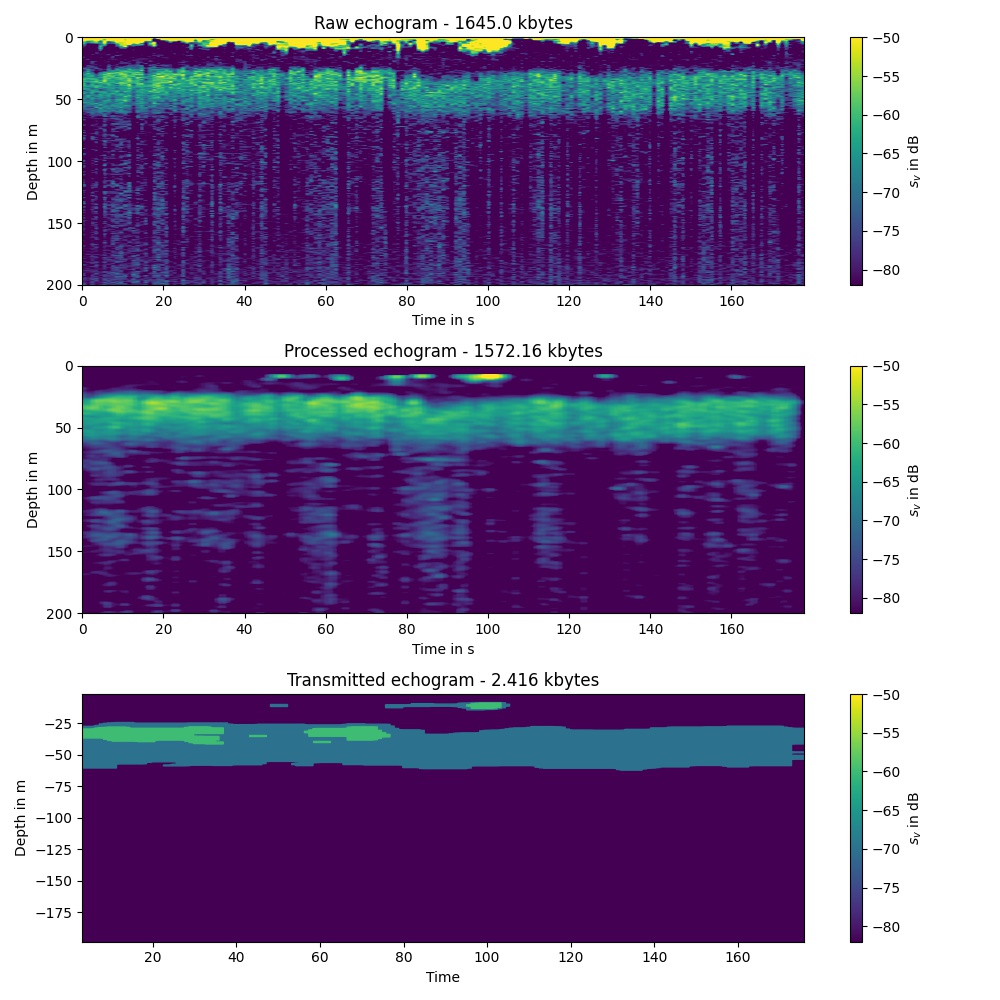 Raw echogram - 1645.0 kbytes
0
50
100
150
200
Depth in m
0 20 40 60 80 100 120 140 160
Time in s
−50
−55
−60
−65
−70
−75
−80
s_v in dB
Processed echogram - 1572.16 kbytes
0
50
100
150
200
Depth in m
0 20 40 60 80 100 120 140 160
Time in s
−50
−55
−60
−65
−70
−75
−80
s_v in dB
Transmitted echogram - 2.416 kbytes
−25
−50
−75
−100
−125
−150
−175
Depth in m
20 40 60 80 100 120 140 160
Time
−50
−55
−60
−65
−70
−75
−80
s_v in dB